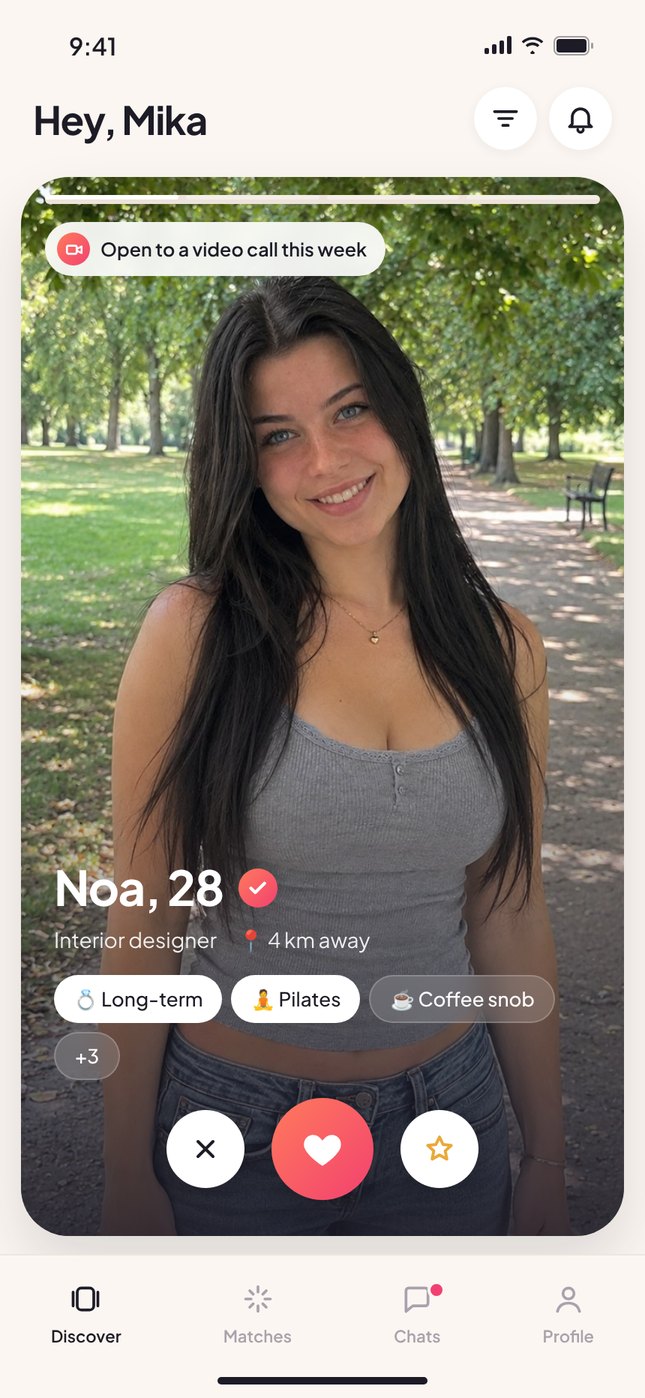 9:41
Hey, Mika
Open to a video call this week
Noa, 28
Interior designer 📍 4 km away
💍 Long-term 🧘 Pilates ☕ Coffee snob
+3
Discover Matches Chats Profile